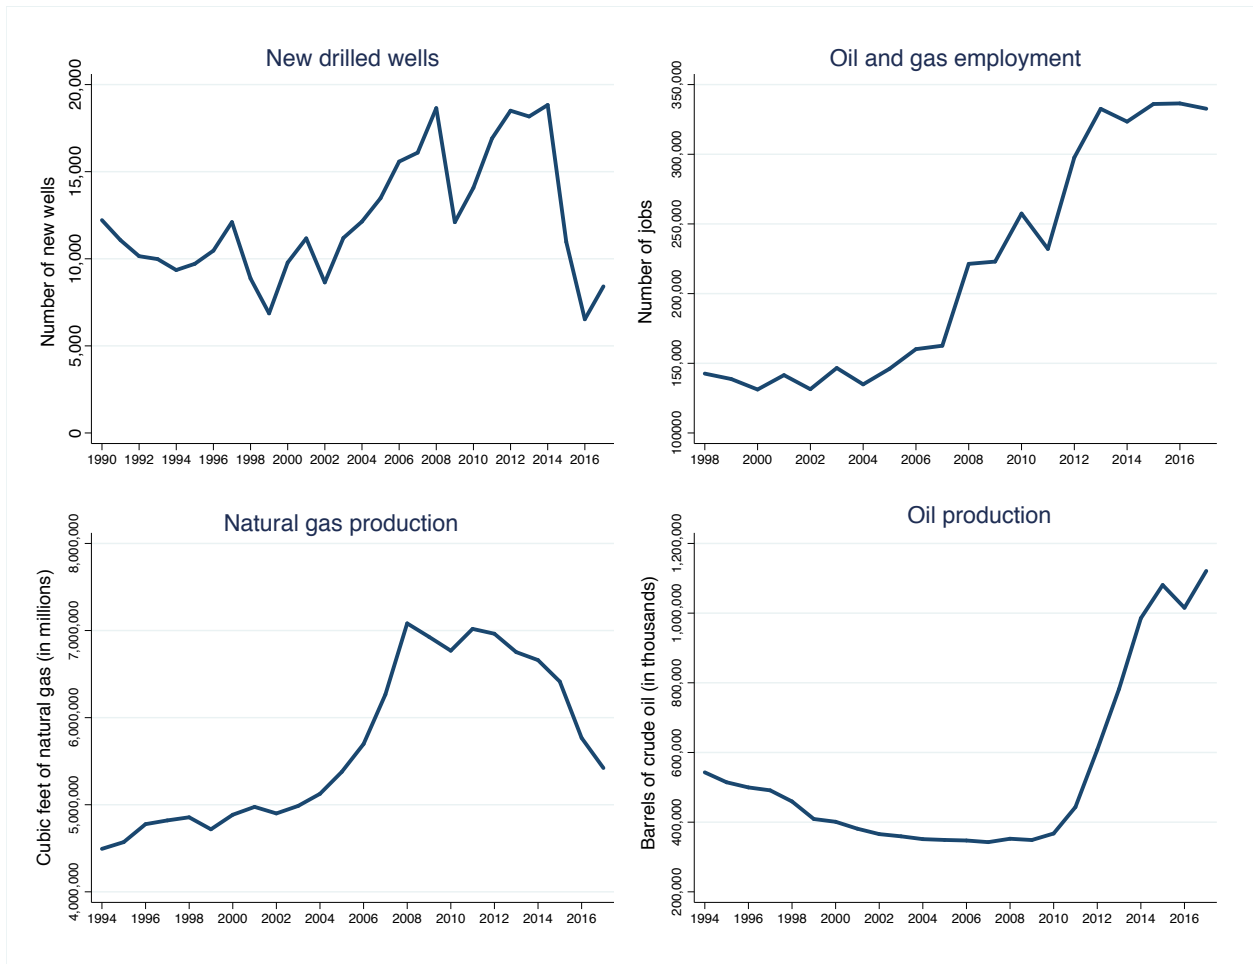 New drilled wells
Number of new wells
20,000
15,000
10,000
5,000
0
1990 1992 1994 1996 1998 2000 2002 2004 2006 2008 2010 2012 2014 2016
Oil and gas employment
Number of jobs
350,000
300,000
250,000
200,000
150,000
100000
1998 2000 2002 2004 2006 2008 2010 2012 2014 2016
Natural gas production
Cubic feet of natural gas (in millions)
8,000,000
7,000,000
6,000,000
5,000,000
4,000,000
1994 1996 1998 2000 2002 2004 2006 2008 2010 2012 2014 2016
Oil production
Barrels of crude oil (in thousands)
1,200,000
1,000,000
800,000
600,000
400,000
200,000
1994 1996 1998 2000 2002 2004 2006 2008 2010 2012 2014 2016